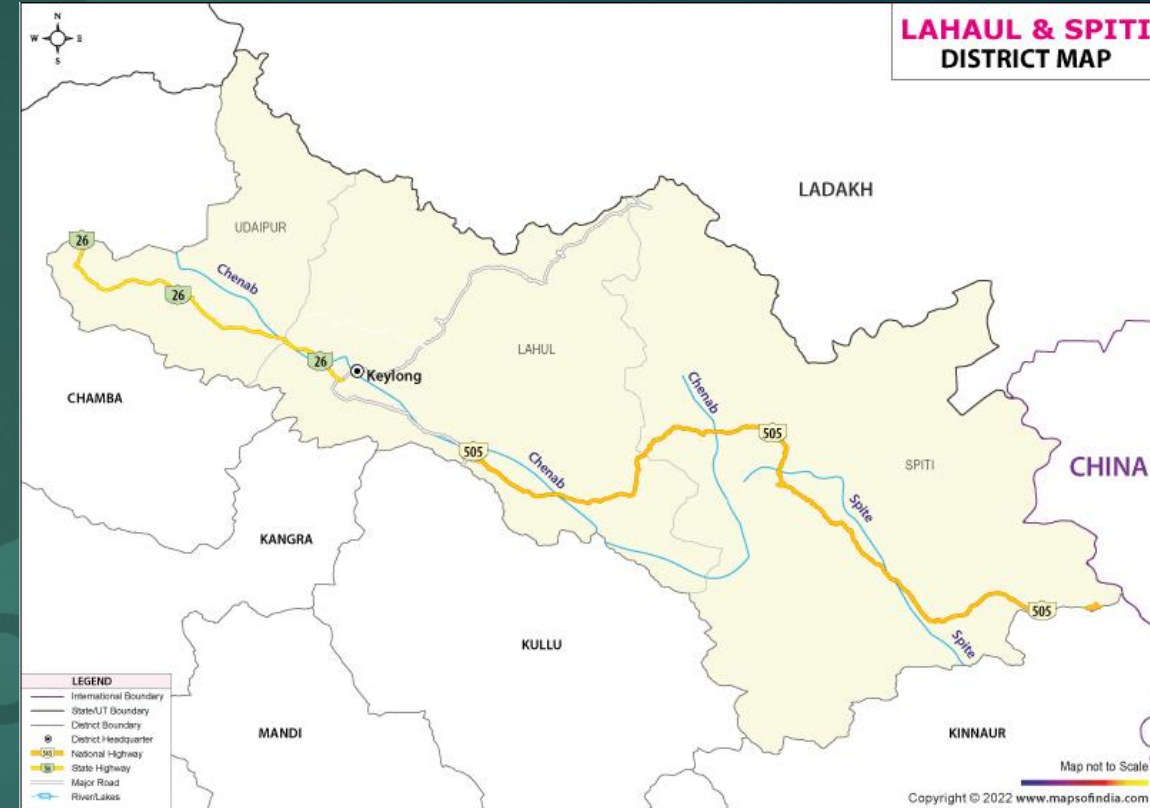 N
W E
S
LAHAUL & SPITI
DISTRICT MAP
LADAKH
UDAIPUR
26
Chenab
26
LAHUL
26
Keylong
CHAMBA
Chenab
505
505
Chenab
SPITI
CHINA
Spite
KANGRA
505
KULLU
Spite
LEGEND
International Boundary
State/UT Boundary
District Boundary
District Headquarter
National Highway
State Highway
Major Road
River/Lakes
MANDI
KINNAUR
Map not to Scale
Copyright © 2022 www.mapsofindia.com